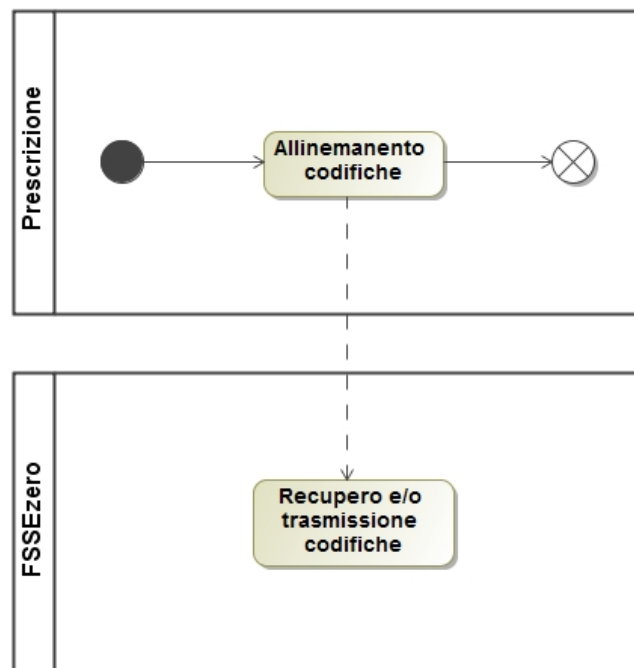 Prescrizione
Allinemanento
codifiche
FSSEzero
Recupero e/o
trasmissione
codifiche